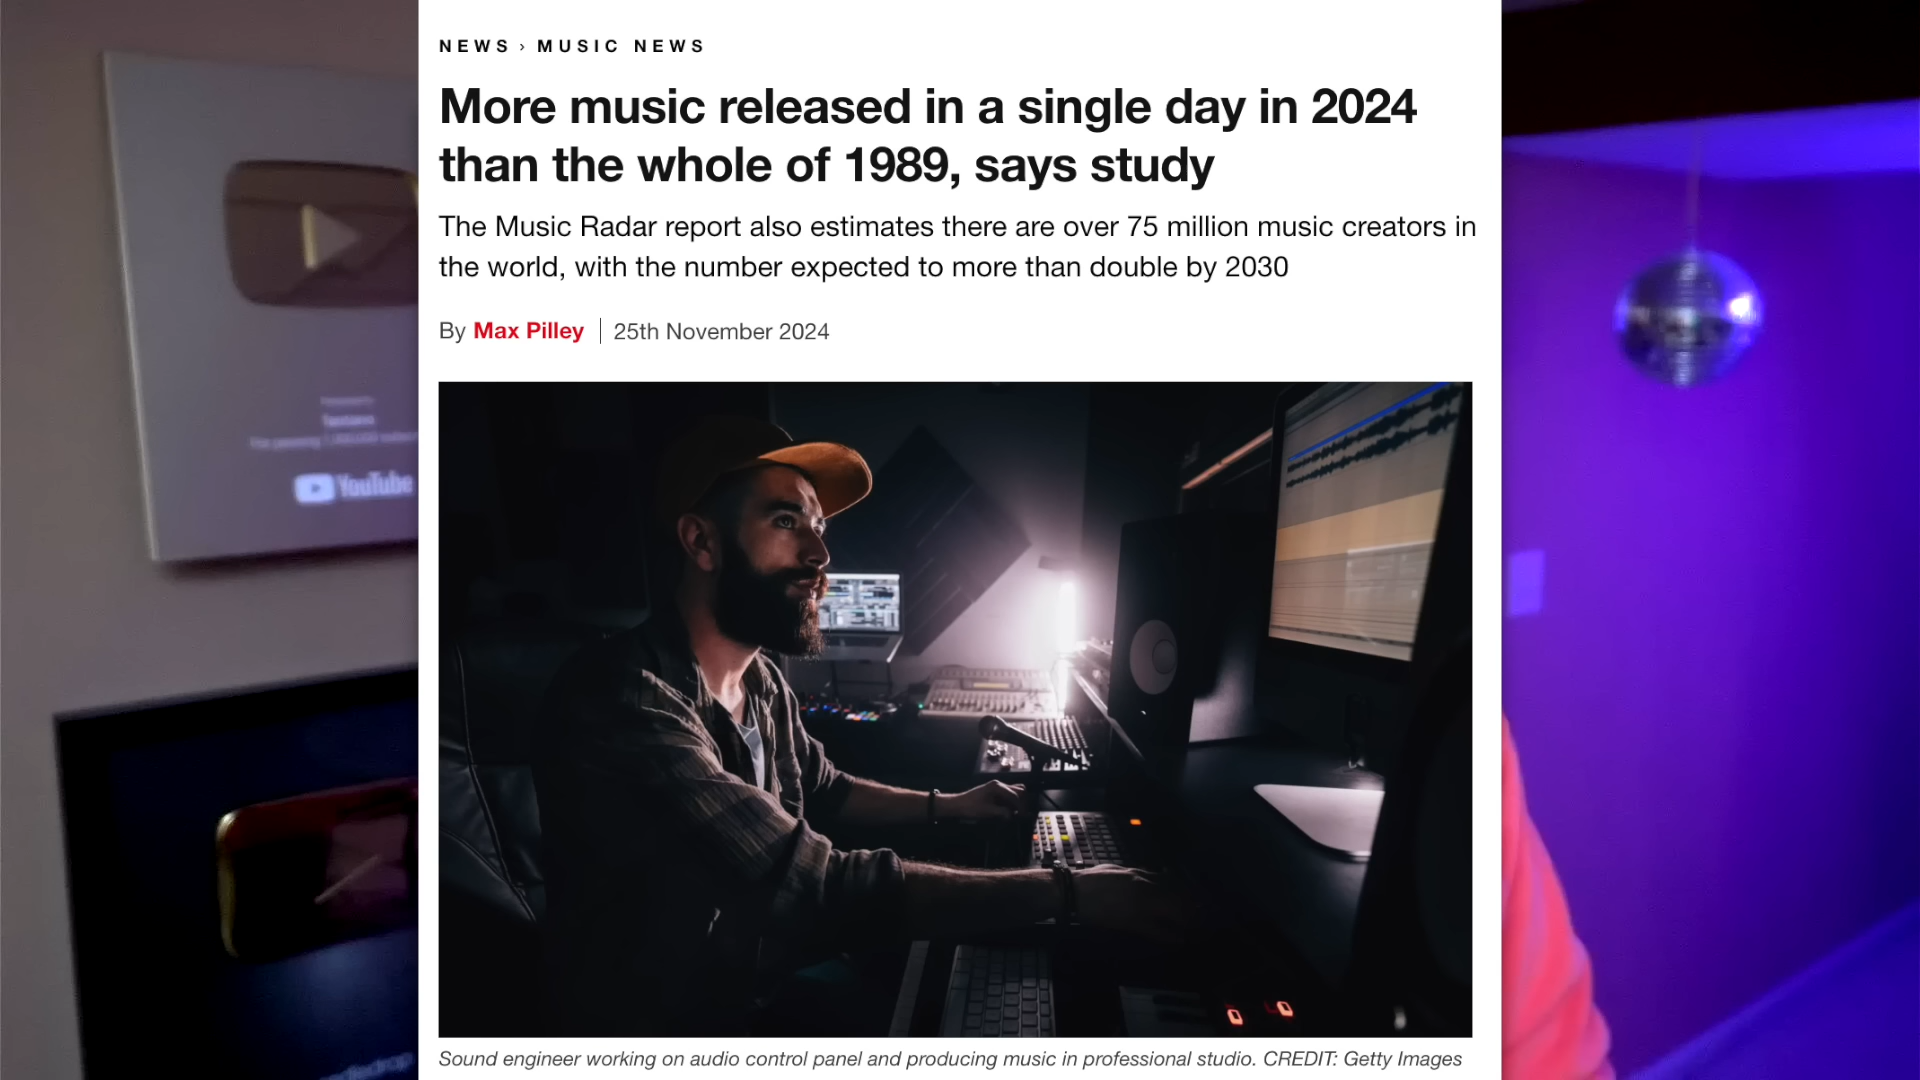 NEWS › MUSIC NEWS
More music released in a single day in 2024
than the whole of 1989, says study
The Music Radar report also estimates there are over 75 million music creators in
the world, with the number expected to more than double by 2030
By Max Pilley | 25th November 2024
YouTube
Sound engineer working on audio control panel and producing music in professional studio. CREDIT: Getty Images